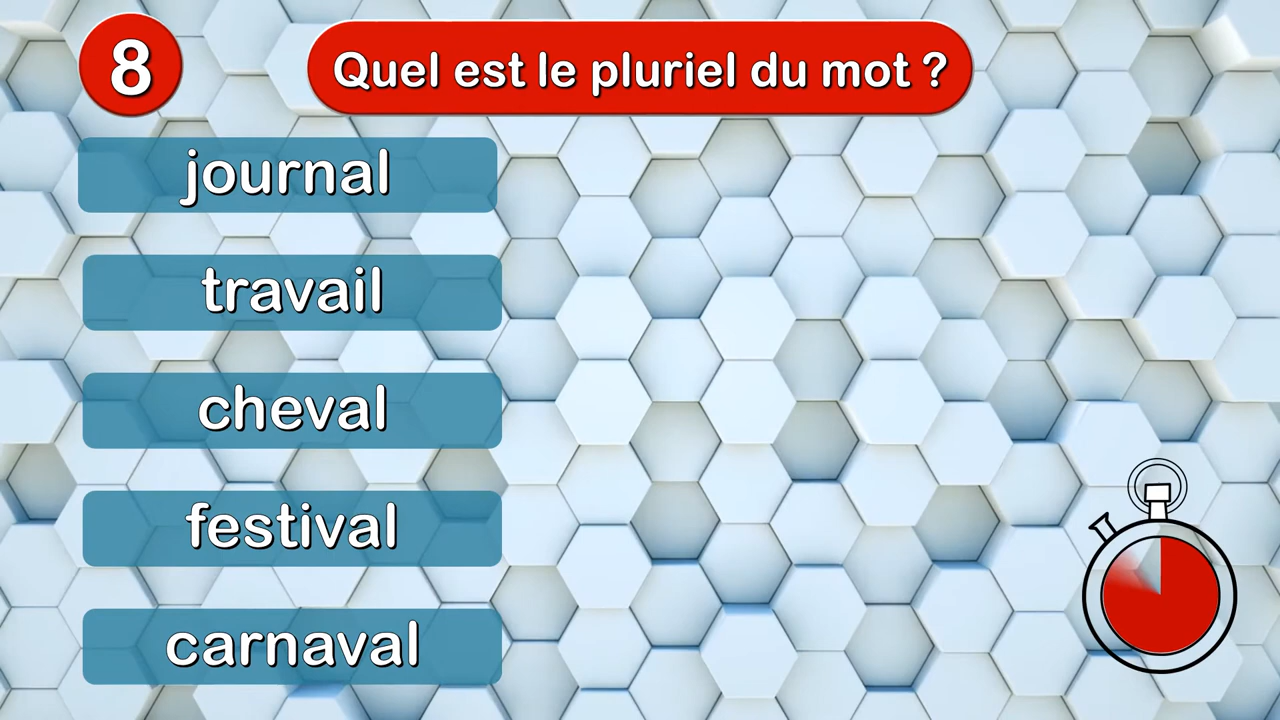 8
Quel est le pluriel du mot ?
journal
travail
cheval
festival
carnaval